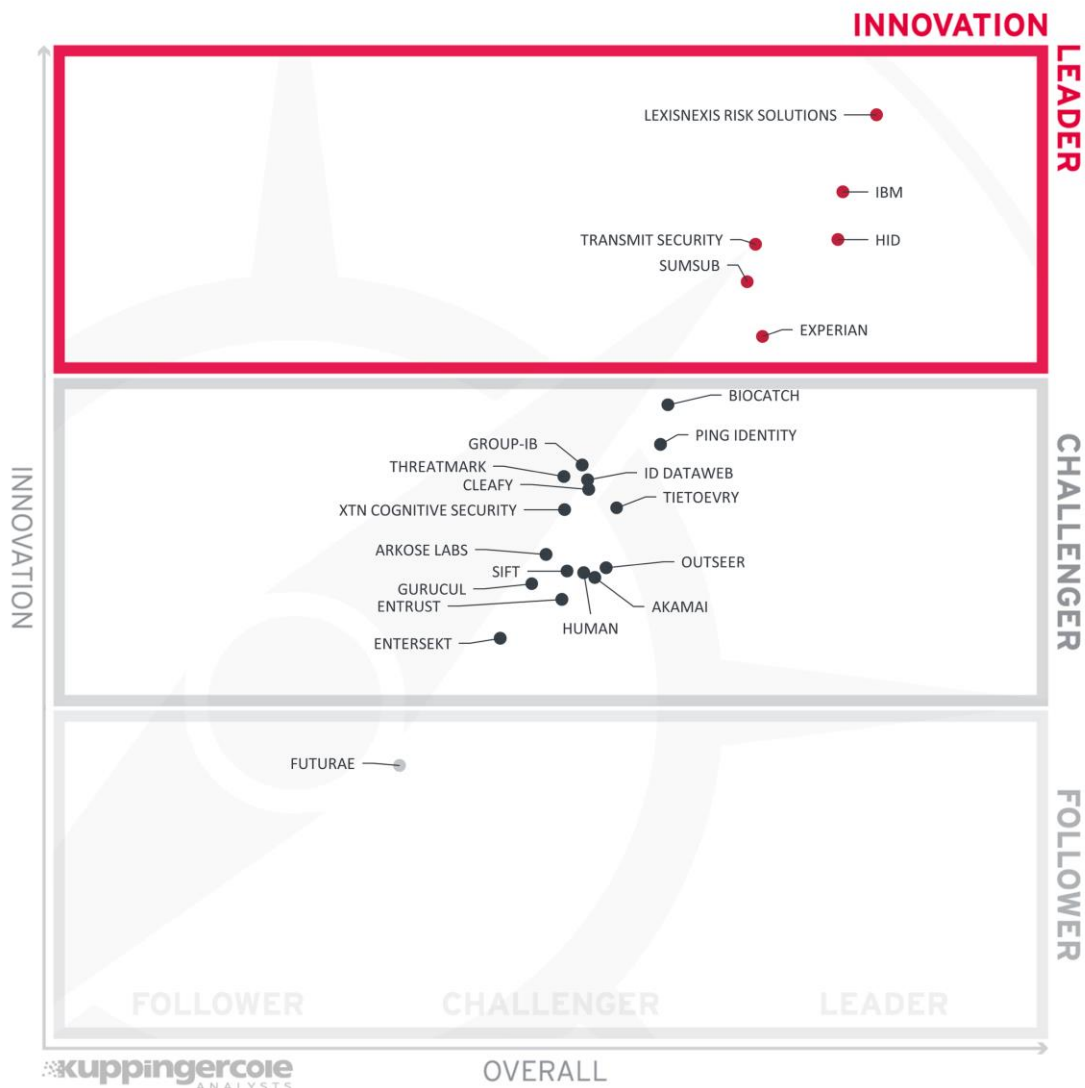 INNOVATION
LEADER
LEXISNEXIS RISK SOLUTIONS
IBM
TRANSMIT SECURITY
HID
SUMSUB
EXPERIAN
BIOCATCH
PING IDENTITY
GROUP-IB
THREATMARK
ID DATAWEB
CLEAFY
TIETOEVRY
XTN COGNITIVE SECURITY
ARKOSE LABS
OUTSEER
SIFT
GURUCUL
ENTRUST
AKAMAI
HUMAN
ENTERSEKT
CHALLENGER
INNOVATION
FUTURAE
FOLLOWER
FOLLOWER
CHALLENGER
LEADER
kuppingercole
ANALYSTS
OVERALL